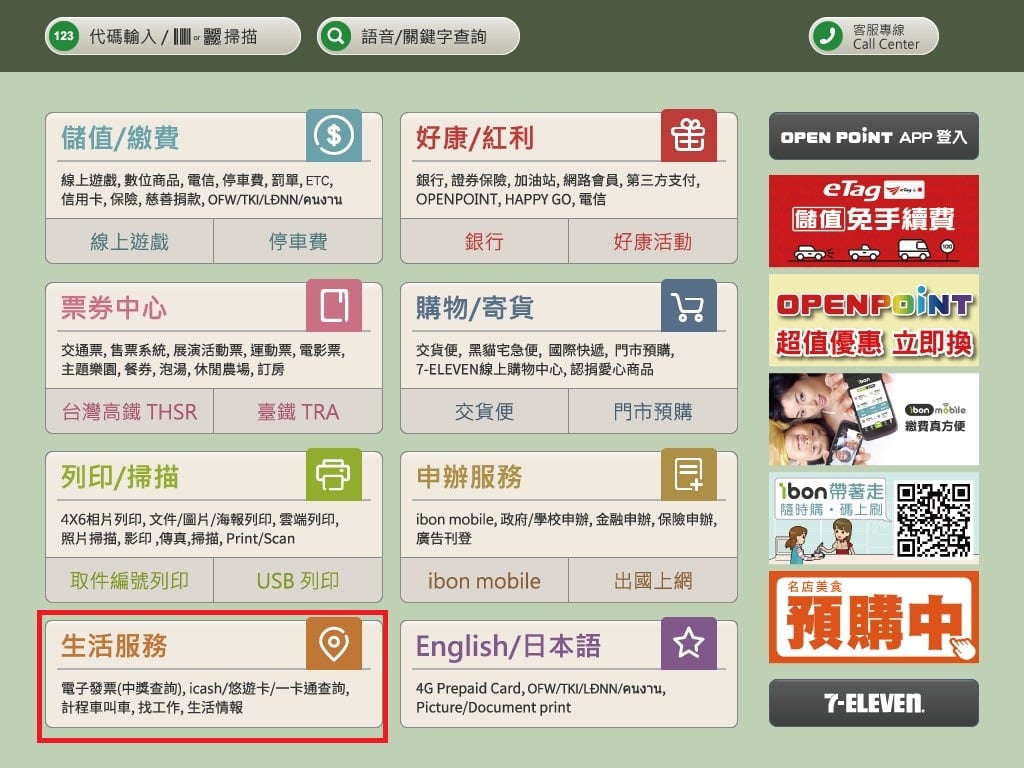 123 代碼輸入 / or 掃描
語音/關鍵字查詢
客服專線
Call Center
儲值/繳費
線上遊戲, 數位商品, 電信, 停車費, 罰單, ETC,
信用卡, 保險, 慈善捐款, OFW/TKI/LĐNN/คนงาน
線上遊戲
停車費
好康/紅利
銀行, 證券保險, 加油站, 網路會員, 第三方支付,
OPENPOINT, HAPPY GO, 電信
銀行
好康活動
票券中心
交通票, 售票系統, 展演活動票, 運動票, 電影票,
主題樂園, 餐券, 泡湯, 休閒農場, 訂房
台灣高鐵 THSR
臺鐵 TRA
購物/寄貨
交貨便, 黑貓宅急便, 國際快遞, 門市預購,
7-ELEVEN線上購物中心, 認捐愛心商品
交貨便
門市預購
列印/掃描
4X6相片列印, 文件/圖片/海報列印, 雲端列印,
照片掃描, 影印 ,傳真,掃描, Print/Scan
取件編號列印
USB 列印
申辦服務
ibon mobile, 政府/學校申辦, 金融申辦, 保險申辦,
廣告刊登
ibon mobile
出國上網
生活服務
電子發票(中獎查詢), icash/悠遊卡/一卡通查詢,
計程車叫車, 找工作, 生活情報
English/日本語
4G Prepaid Card, OFW/TKI/LĐNN/คนงาน,
Picture/Document print
OPEN POiNT APP 登入
eTag
儲值免手續費
100
OPENPOiNT
超值優惠 立即換
ibon
ibon mobile
繳費真方便
ibon帶著走
隨時購・碼上刷
名店美食
預購中
7-ELEVEn.